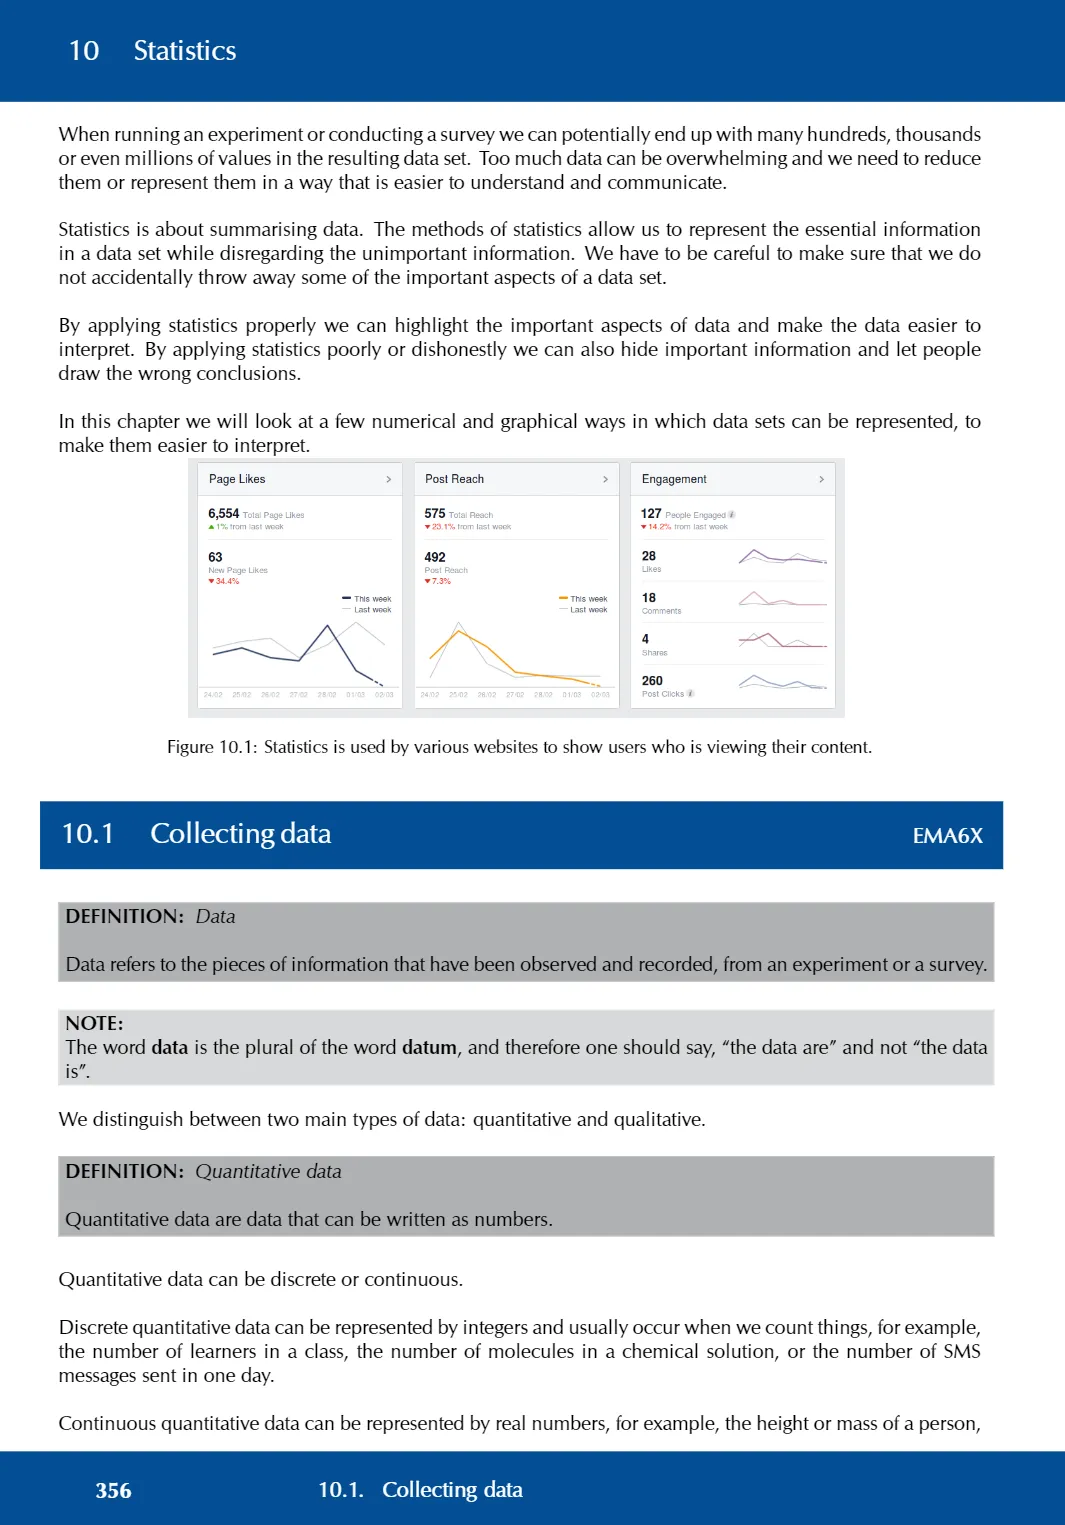 10 Statistics
When running an experiment or conducting a survey we can potentially end up with many hundreds, thousands
or even millions of values in the resulting data set. Too much data can be overwhelming and we need to reduce
them or represent them in a way that is easier to understand and communicate.
Statistics is about summarising data. The methods of statistics allow us to represent the essential information
in a data set while disregarding the unimportant information. We have to be careful to make sure that we do
not accidentally throw away some of the important aspects of a data set.
By applying statistics properly we can highlight the important aspects of data and make the data easier to
interpret. By applying statistics poorly or dishonestly we can also hide important information and let people
draw the wrong conclusions.
In this chapter we will look at a few numerical and graphical ways in which data sets can be represented, to
make them easier to interpret.
Page Likes
6,554 Total Page Likes
1% from last week
63
New Page Likes
34.4%
This week
Last week
24/02 25/02 26/02 27/02 28/02 01/03 02/03
Post Reach
575 Total Reach
23.1% from last week
492
Post Reach
7.3%
This week
Last week
24/02 25/02 26/02 27/02 28/02 01/03 02/03
Engagement
127 People Engaged i
14.2% from last week
28
Likes
18
Comments
4
Shares
260
Post Clicks i
Figure 10.1: Statistics is used by various websites to show users who is viewing their content.
10.1 Collecting data EMA6X
DEFINITION: Data
Data refers to the pieces of information that have been observed and recorded, from an experiment or a survey.
NOTE:
The word data is the plural of the word datum, and therefore one should say, “the data are” and not “the data
is”.
We distinguish between two main types of data: quantitative and qualitative.
DEFINITION: Quantitative data
Quantitative data are data that can be written as numbers.
Quantitative data can be discrete or continuous.
Discrete quantitative data can be represented by integers and usually occur when we count things, for example,
the number of learners in a class, the number of molecules in a chemical solution, or the number of SMS
messages sent in one day.
Continuous quantitative data can be represented by real numbers, for example, the height or mass of a person,
356 10.1. Collecting data